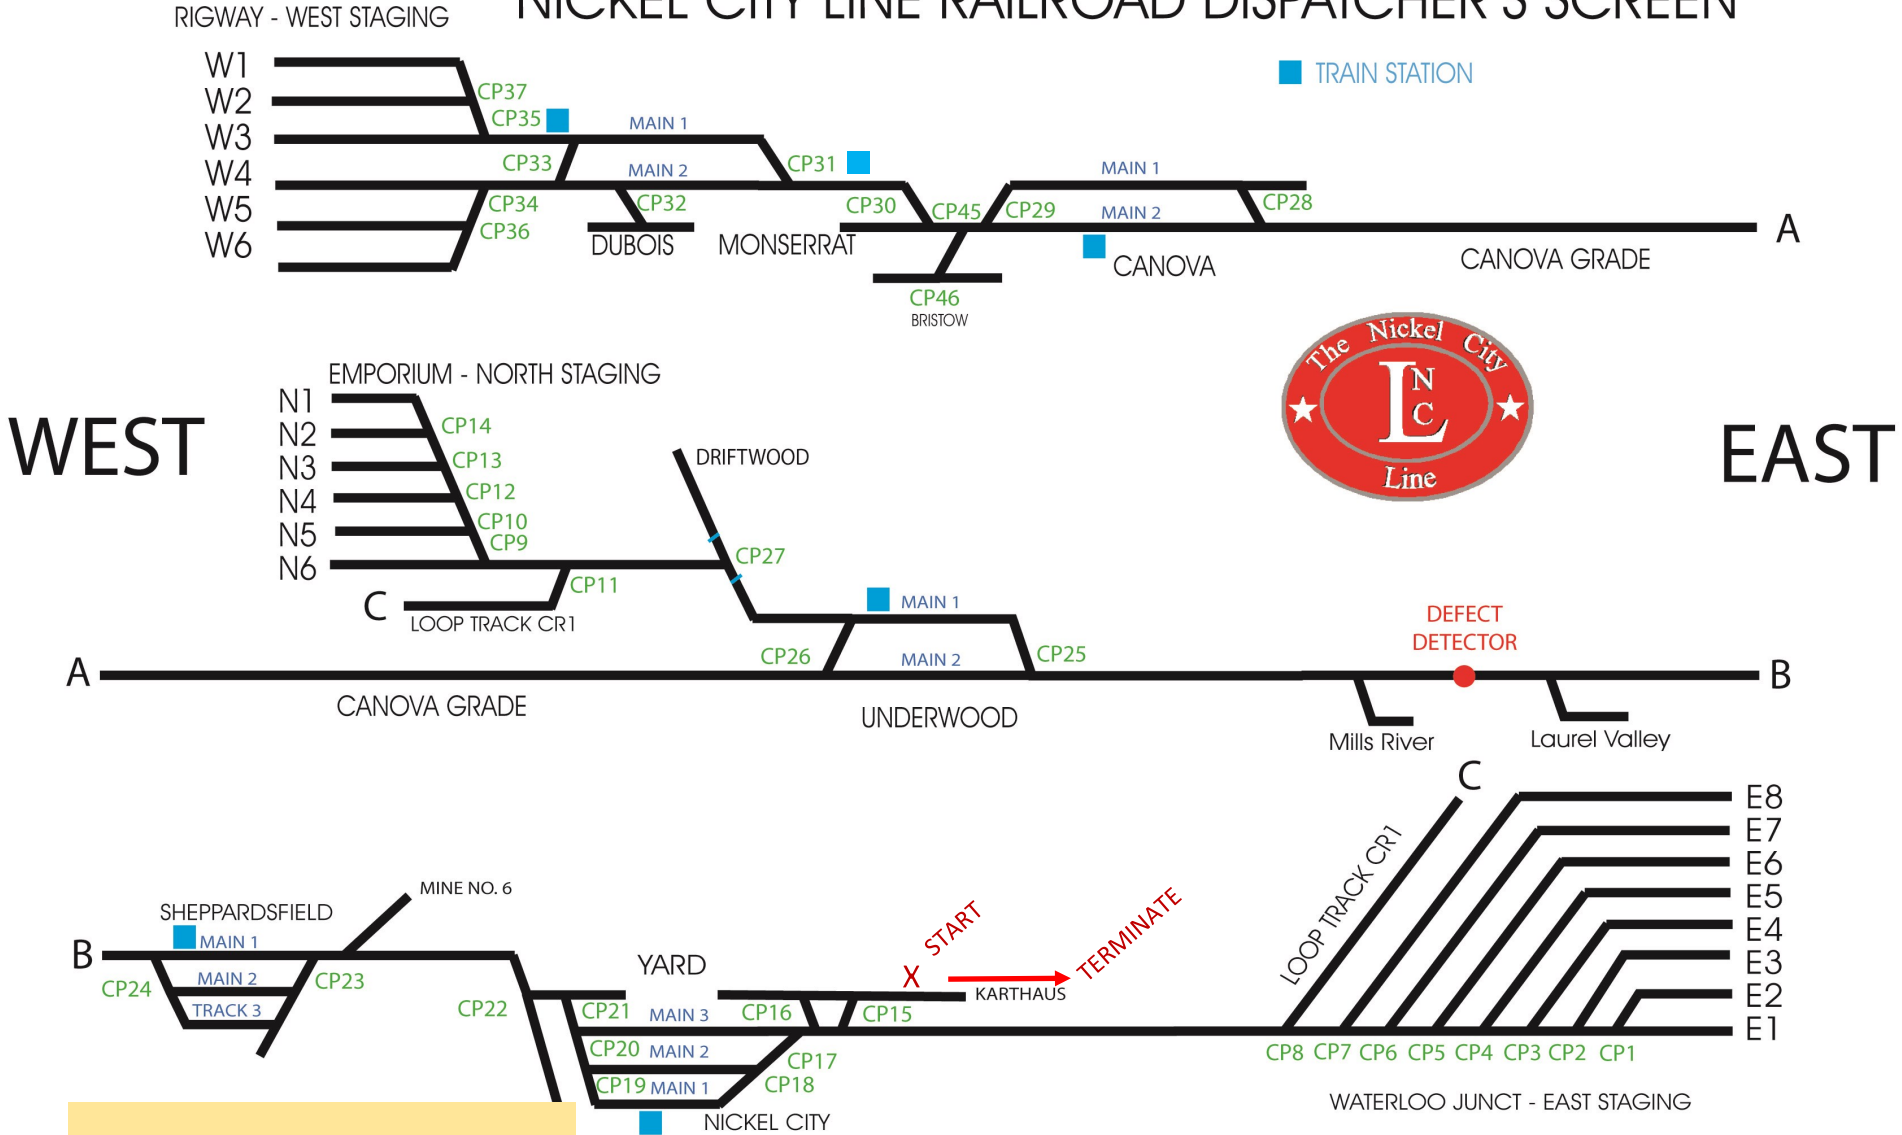 NICKEL CITY LINE RAILROAD DISPATCHER'S SCREEN
RIGWAY - WEST STAGING
TRAIN STATION
W1
W2
W3
W4
W5
W6
CP37
CP35
MAIN 1
CP33
MAIN 2
CP31
CP34
CP32
CP36
DUBOIS
MONSERRAT
CP30
CP45
CP29
MAIN 1
MAIN 2
CP28
A
CANOVA
CANOVA GRADE
CP46
BRISTOW
The Nickel City
L N C
Line
WEST
EAST
EMPORIUM - NORTH STAGING
N1
N2
N3
N4
N5
N6
CP14
CP13
CP12
CP10
CP9
CP11
C
LOOP TRACK CR1
DRIFTWOOD
CP27
MAIN 1
CP26
MAIN 2
CP25
DEFECT
DETECTOR
A
B
CANOVA GRADE
UNDERWOOD
Mills River
Laurel Valley
C
LOOP TRACK CR1
E8
E7
E6
E5
E4
E3
E2
E1
MINE NO. 6
SHEPPARDSFIELD
B
MAIN 1
MAIN 2
TRACK 3
CP24
CP23
CP22
YARD
CP21
MAIN 3
CP16
CP15
X
START
TERMINATE
KARTHAUS
CP20
MAIN 2
CP17
CP19
MAIN 1
CP18
NICKEL CITY
CP8
CP7
CP6
CP5
CP4
CP3
CP2
CP1
WATERLOO JUNCT - EAST STAGING